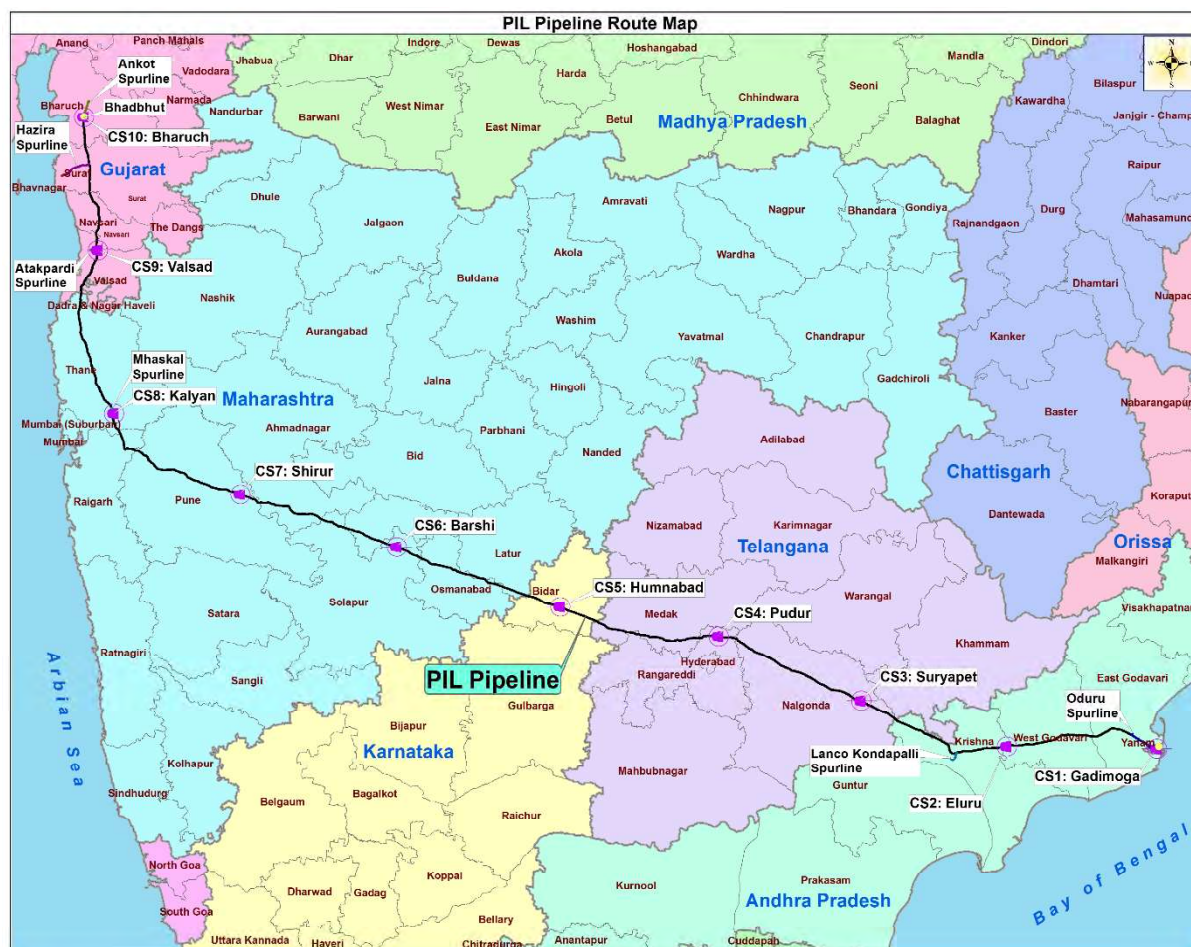 PIL Pipeline Route Map
Anand
Panch Mahals
Jhabua
Dhar
Indore
Dewas
Hoshangabad
Mandla
Dindori
N
W
E
S
Ankot
Spurline
Vadodara
Harda
Seoni
Bilaspur
Kawardha
Bharuch
Bhadbhut
Narmada
Nandurbar
Barwani
West Nimar
East Nimar
Betul
Chhindwara
Madhya Pradesh
Balaghat
Janjgir - Champ
Hazira
Spurline
CS10: Bharuch
Gujarat
Surat
Bhavnagar
Surat
Dhule
Jalgaon
Amravati
Nagpur
Bhandara
Gondiya
Rajnandgaon
Durg
Raipur
Mahasamund
Navsari
Navsari
The Dangs
Atakpardi
Spurline
CS9: Valsad
Valsad
Dadra & Nagar Haveli
Nashik
Buldana
Akola
Wardha
Dhamtari
Nuapad
Aurangabad
Washim
Yavatmal
Chandrapur
Kanker
Mhaskal
Spurline
Thane
CS8: Kalyan
Maharashtra
Jalna
Hingoli
Gadchiroli
Nabarangapur
Baster
Mumbai (Suburban)
Mumbai
Ahmadnagar
Parbhani
Adilabad
Bid
Nanded
CS7: Shirur
Chattisgarh
Koraput
Raigarh
Pune
Dantewada
CS6: Barshi
Nizamabad
Karimnagar
Telangana
Orissa
Latur
Malkangiri
Bidar
CS5: Humnabad
Osmanabad
Solapur
Satara
Medak
CS4: Pudur
Warangal
Visakhapatnam
Khammam
Ratnagiri
Arbian Sea
Sangli
PIL Pipeline
Hyderabad
Rangareddi
CS3: Suryapet
East Godavari
Gulbarga
Nalgonda
Oduru
Spurline
Bijapur
Karnataka
Krishna
West Godavari
Yanam
Lanco Kondapalli
Spurline
Kolhapur
Mahbubnagar
CS1: Gadimoga
Guntur
Sindhudurg
Belgaum
Bagalkot
Raichur
CS2: Eluru
North Goa
Koppal
South Goa
Dharwad
Gadag
Kurnool
Prakasam
Andhra Pradesh
Bay of Bengal
Bellary
Uttara Kannada
Haveri
Chitradurga
Anantapur
Cuddapah